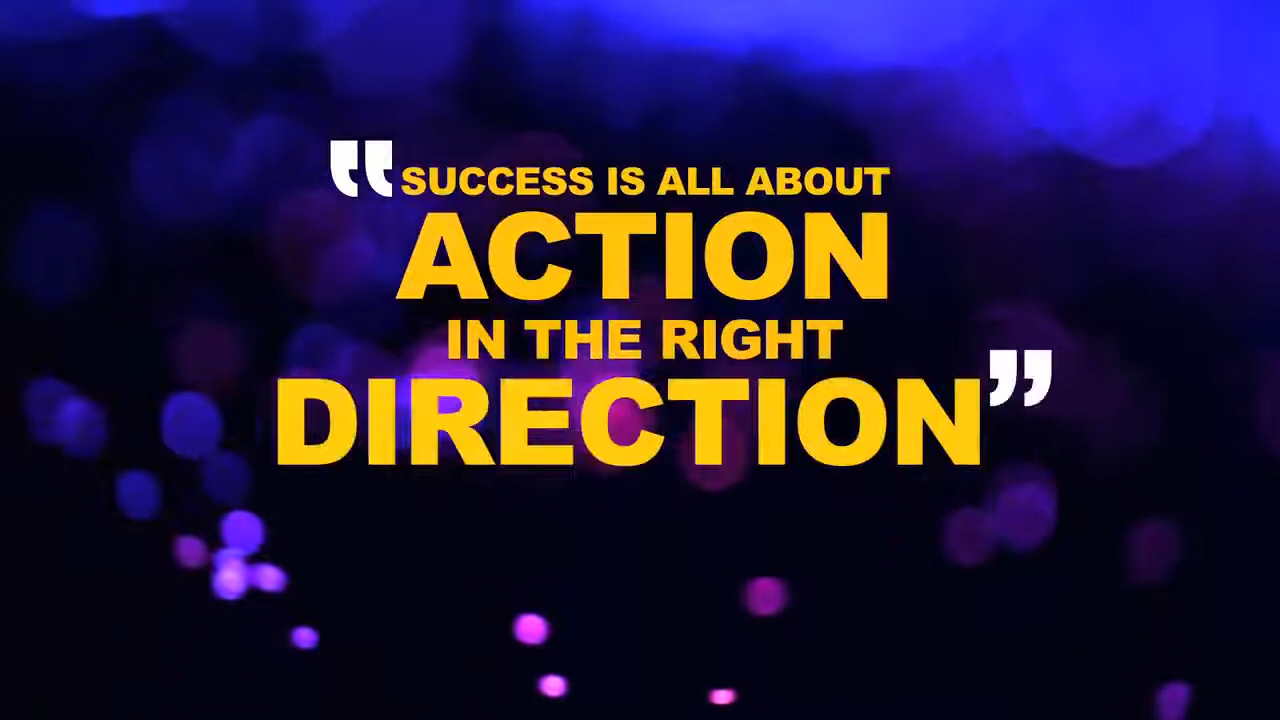 “SUCCESS IS ALL ABOUT
ACTION
IN THE RIGHT
DIRECTION”